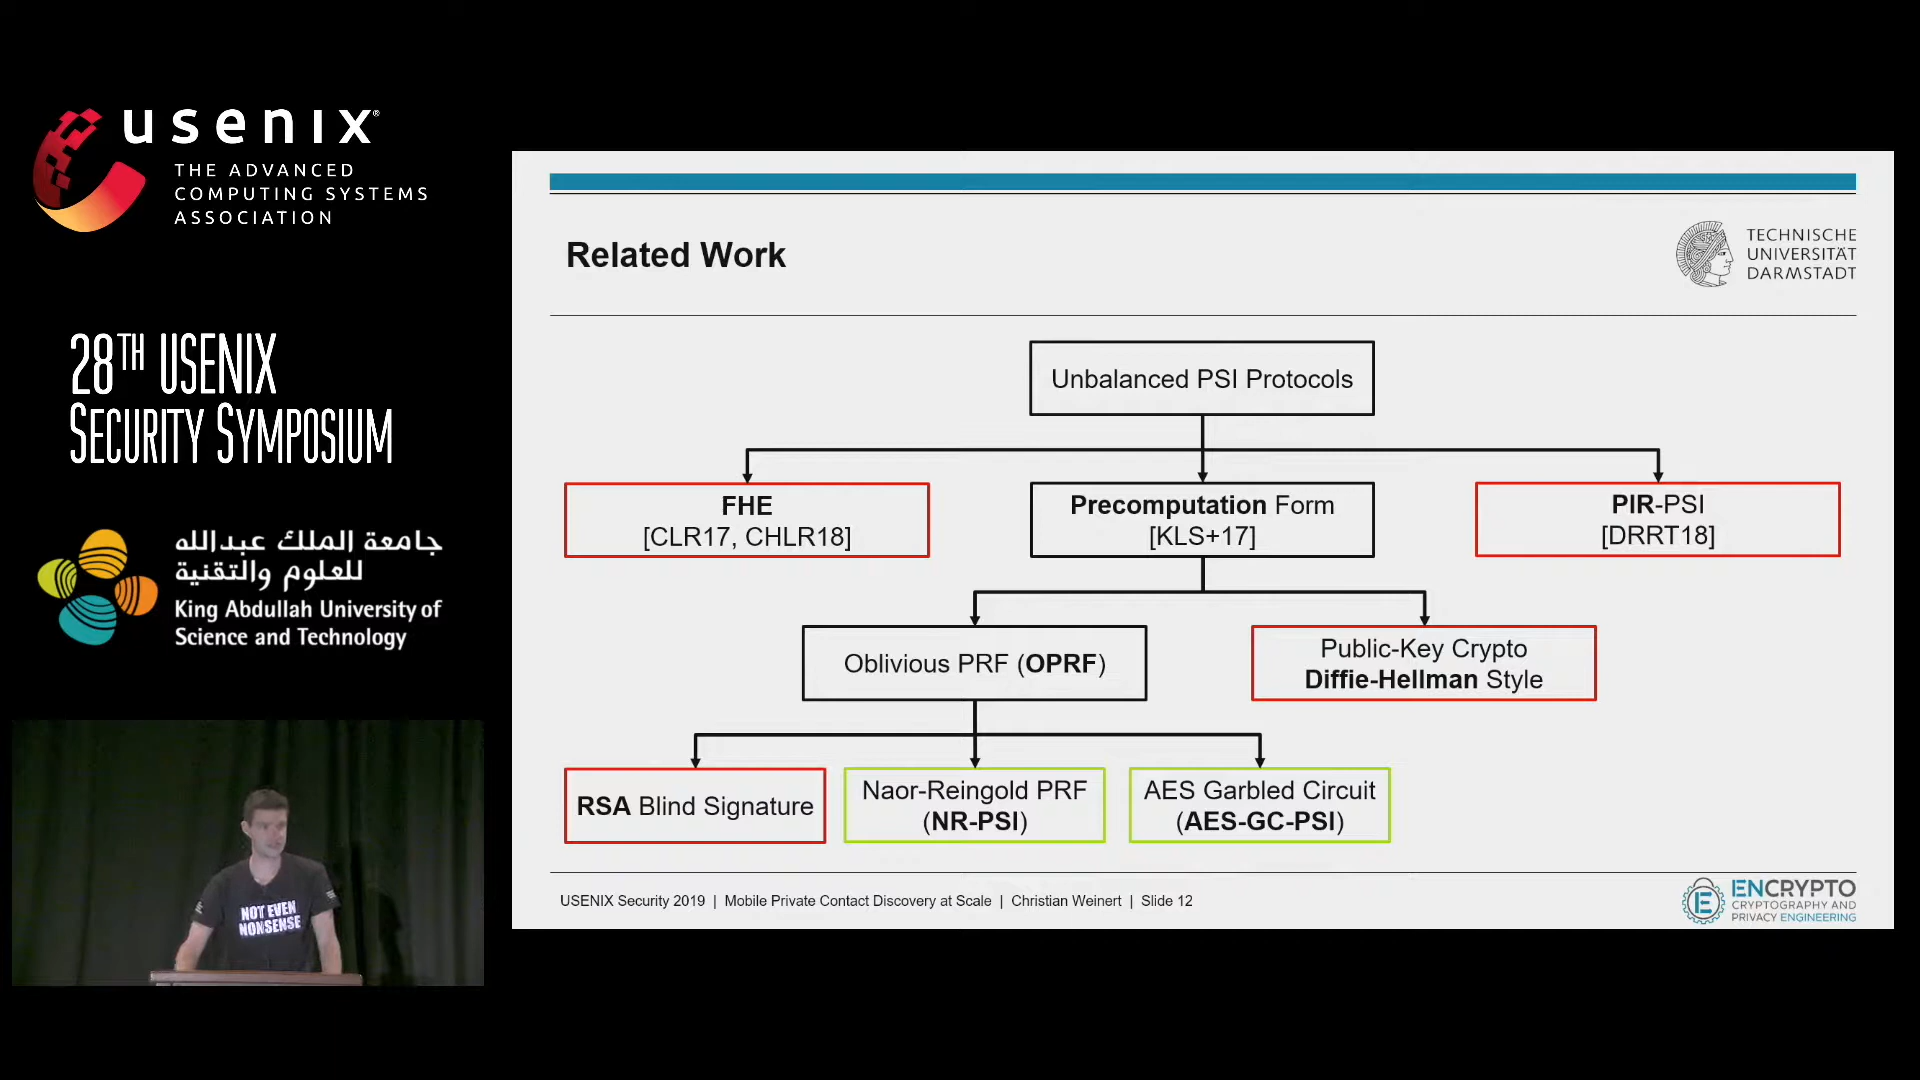 usenix®
THE ADVANCED
COMPUTING SYSTEMS
ASSOCIATION
28TH USENIX
SECURITY SYMPOSIUM
جامعة الملك عبدالله
للعلوم والتقنية
King Abdullah University of
Science and Technology
NOT EVEN
NONSENSE
Related Work
TECHNISCHE
UNIVERSITÄT
DARMSTADT
Unbalanced PSI Protocols
FHE
[CLR17, CHLR18]
Precomputation Form
[KLS+17]
PIR-PSI
[DRRT18]
Oblivious PRF (OPRF)
Public-Key Crypto
Diffie-Hellman Style
RSA Blind Signature
Naor-Reingold PRF
(NR-PSI)
AES Garbled Circuit
(AES-GC-PSI)
USENIX Security 2019 | Mobile Private Contact Discovery at Scale | Christian Weinert | Slide 12
ENCRYPTO
CRYPTOGRAPHY AND
PRIVACY ENGINEERING